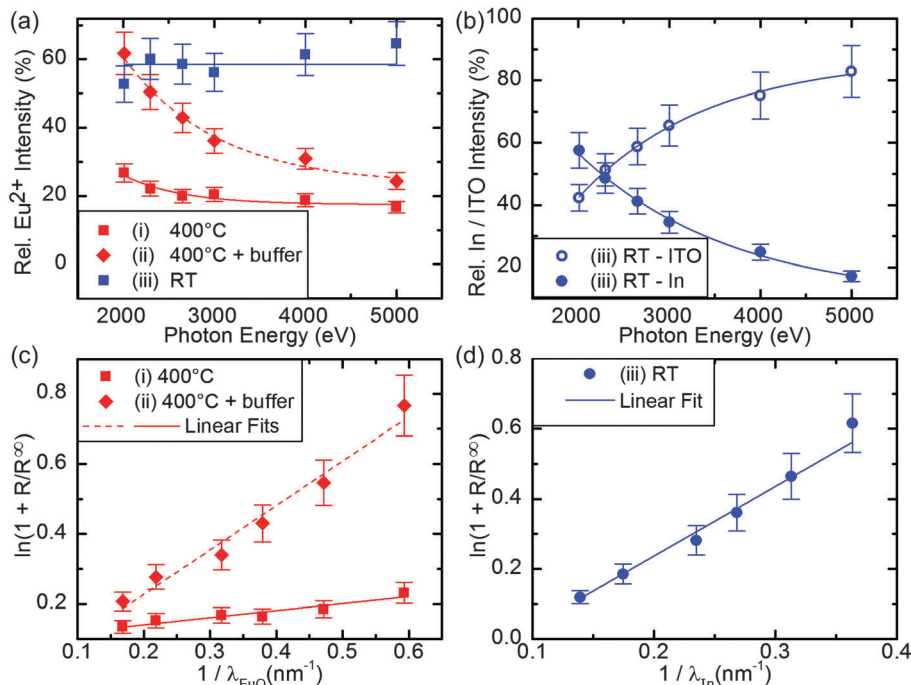 (a)
Rel. Eu2+ Intensity (%)
60
40
20
0
(i) 400°C
(ii) 400°C + buffer
(iii) RT
2000 3000 4000 5000
Photon Energy (eV)
(b)
Rel. In / ITO Intensity (%)
100
80
60
40
20
(iii) RT - ITO
(iii) RT - In
2000 3000 4000 5000
Photon Energy (eV)
(c)
ln(1 + R/R∞)
0.8
0.6
0.4
0.2
(i) 400°C
(ii) 400°C + buffer
Linear Fits
0.1 0.2 0.3 0.4 0.5 0.6
1 / λEuO(nm-1)
(d)
ln(1 + R/R∞)
0.8
0.6
0.4
0.2
0.0
(iii) RT
Linear Fit
0.1 0.2 0.3 0.4
1 / λIn(nm-1)